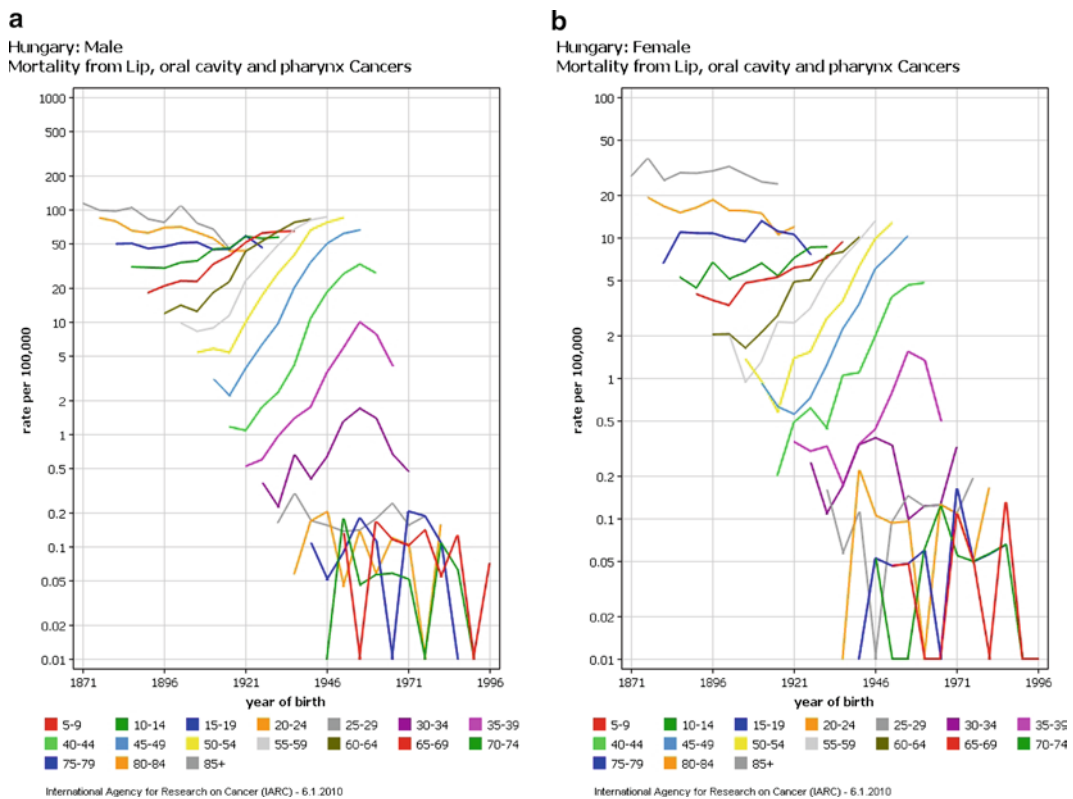 a
Hungary: Male
Mortality from Lip, oral cavity and pharynx Cancers
1000
500
200
100
50
20
10
5
2
1
0.5
0.2
0.1
0.05
0.02
0.01
rate per 100,000
1871 1896 1921 1946 1971 1996
year of birth
5-9 10-14 15-19 20-24 25-29 30-34 35-39
40-44 45-49 50-54 55-59 60-64 65-69 70-74
75-79 80-84 85+
International Agency for Research on Cancer (IARC) - 6.1.2010
b
Hungary: Female
Mortality from Lip, oral cavity and pharynx Cancers
100
50
20
10
5
2
1
0.5
0.2
0.1
0.05
0.02
0.01
rate per 100,000
1871 1896 1921 1946 1971 1996
year of birth
5-9 10-14 15-19 20-24 25-29 30-34 35-39
40-44 45-49 50-54 55-59 60-64 65-69 70-74
75-79 80-84 85+
International Agency for Research on Cancer (IARC) - 6.1.2010